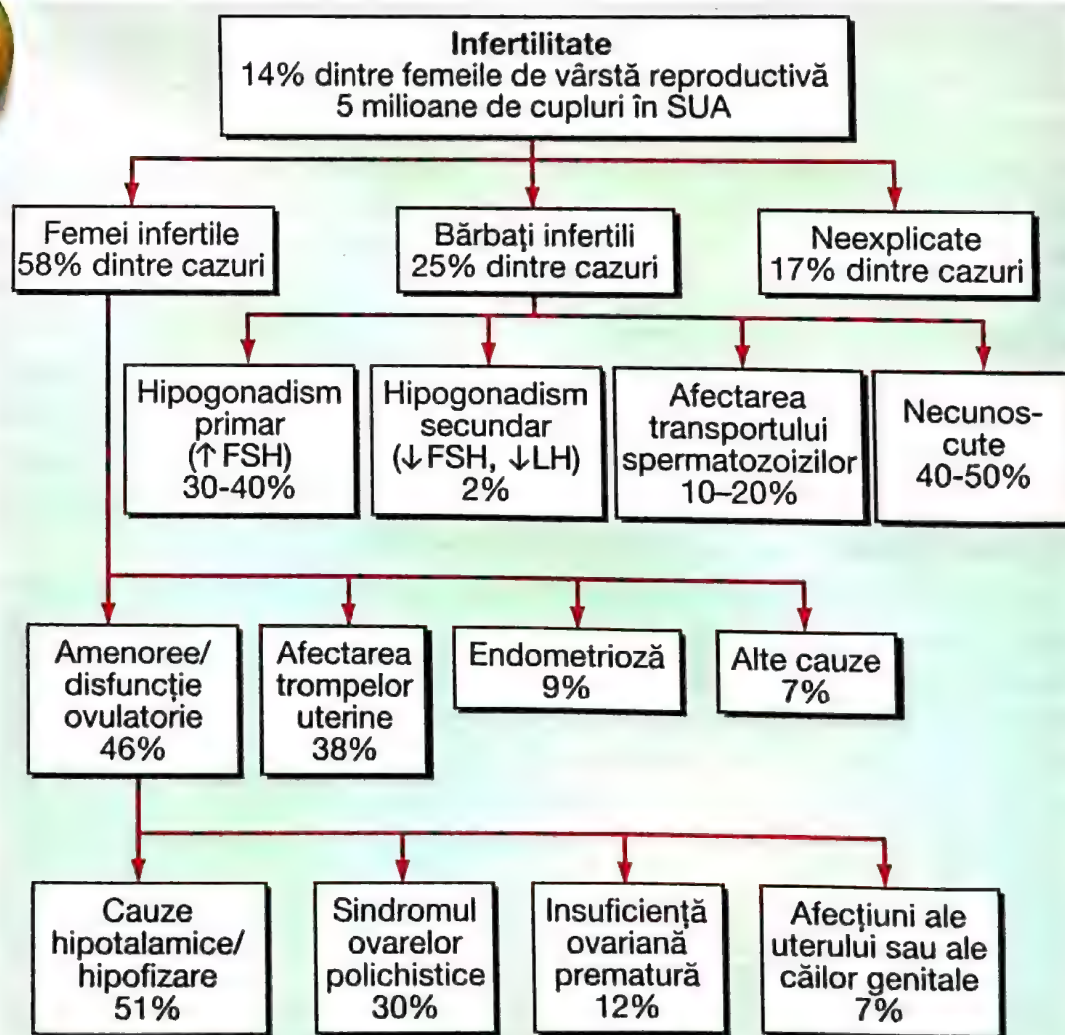 Infertilitate
14% dintre femeile de vârstă reproductivă
5 milioane de cupluri în SUA
Femei infertile
58% dintre cazuri
Bărbați infertili
25% dintre cazuri
Neexplicate
17% dintre cazuri
Hipogonadism
primar
(↑ FSH)
30-40%
Hipogonadism
secundar
(↓FSH, ↓LH)
2%
Afectarea
transportului
spermatozoizilor
10–20%
Necunos-
cute
40-50%
Amenoree/
disfuncție
ovulatorie
46%
Afectarea
trompelor
uterine
38%
Endometrioză
9%
Alte cauze
7%
Cauze
hipotalamice/
hipofizare
51%
Sindromul
ovarelor
polichistice
30%
Insuficiență
ovariană
prematură
12%
Afecțiuni ale
uterului sau ale
căilor genitale
7%